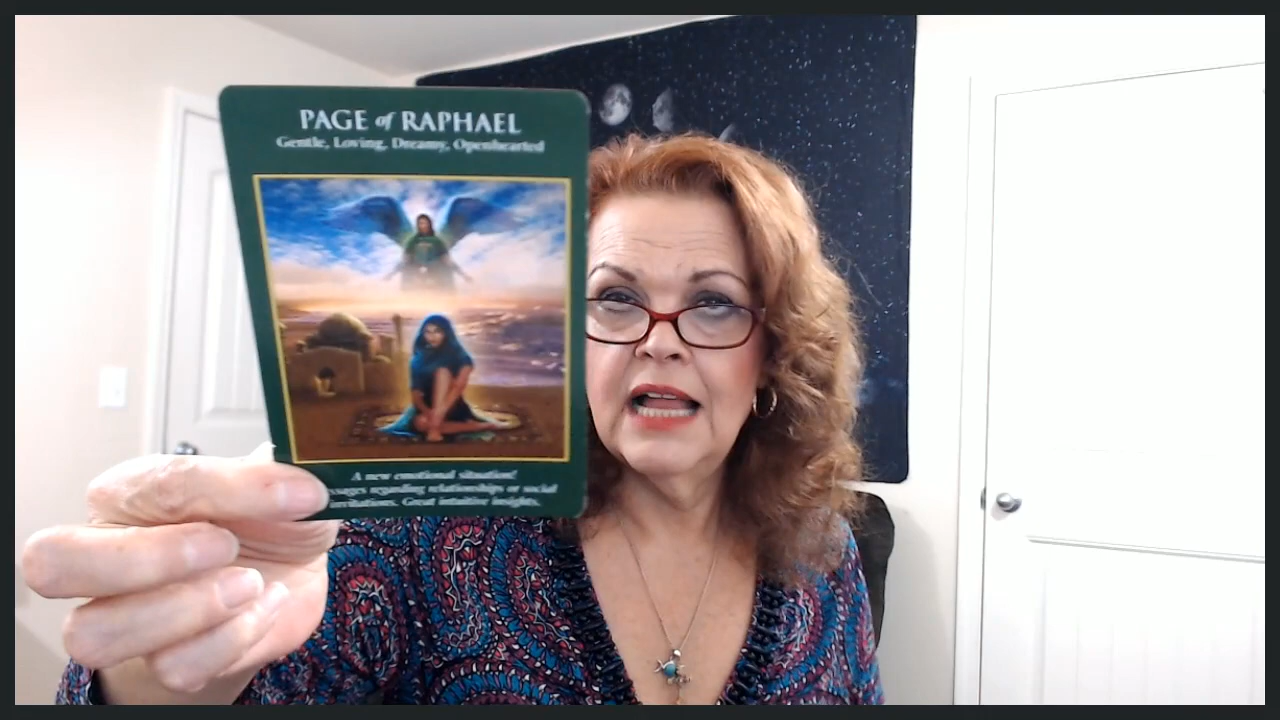 PAGE of RAPHAEL
Gentle, Loving, Dreamy, Openhearted
A new emotional situation!
regarding relationships or social
invitations. Great intuitive insights.